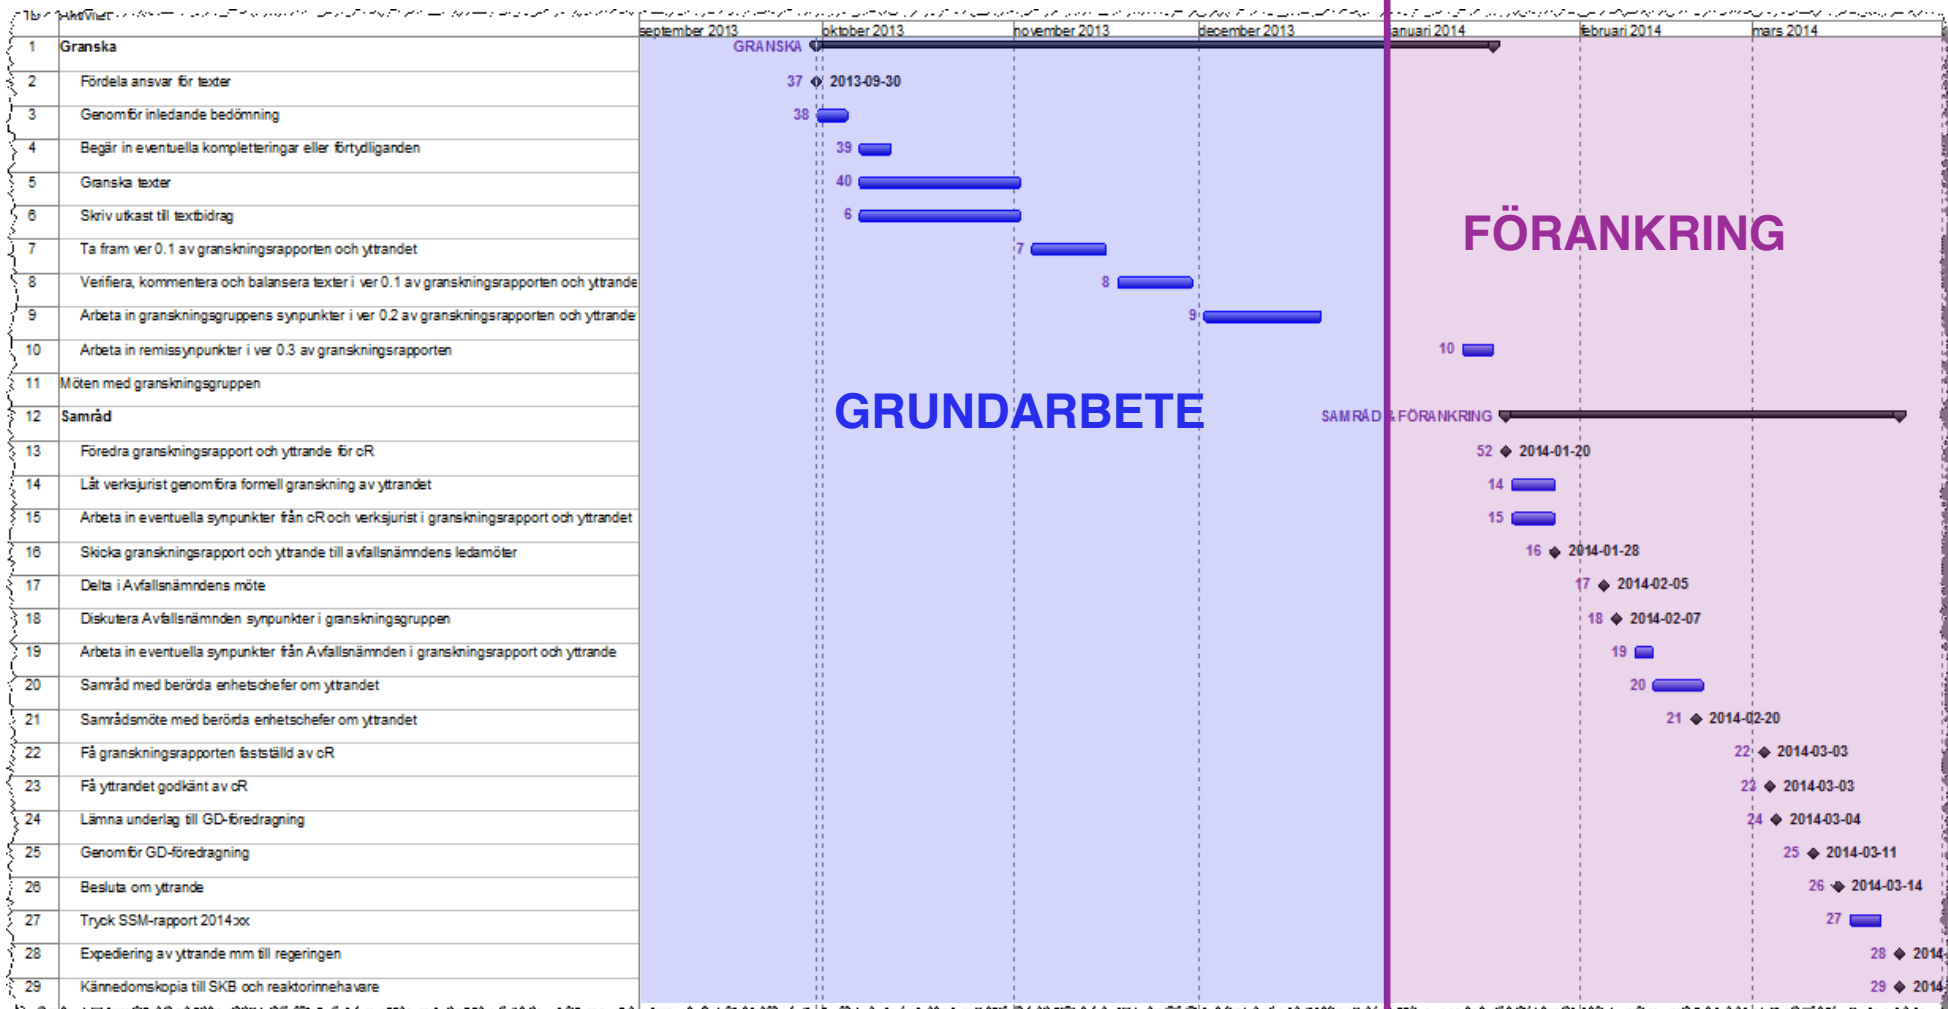 september 2013 oktober 2013 november 2013 december 2013 januari 2014 februari 2014 mars 2014
1 Granska GRANSKA
2 Fördela ansvar för texter 37 2013-09-30
3 Genomför inledande bedömning 38
4 Begär in eventuella kompletteringar eller förtydliganden 39
5 Granska texter 40
6 Skriv utkast till textbidrag 6
FÖRANKRING
7 Ta fram ver 0.1 av granskningsrapporten och yttrandet 7
8 Verifiera, kommentera och balansera texter i ver 0.1 av granskningsrapporten och yttrande 8
9 Arbeta in granskningsgruppens synpunkter i ver 0.2 av granskningsrapporten och yttrande 9
10 Arbeta in remissynpunkter i ver 0.3 av granskningsrapporten 10
11 Möten med granskningsgruppen
GRUNDARBETE
12 Samråd SAMRÅD & FÖRANKRING
13 Föredra granskningsrapport och yttrande för cR 52 2014-01-20
14 Låt verksjurist genomföra formell granskning av yttrandet 14
15 Arbeta in eventuella synpunkter från cR och verksjurist i granskningsrapport och yttrandet 15
16 Skicka granskningsrapport och yttrande till avfallsnämndens ledamöter 16 2014-01-28
17 Delta i Avfallsnämndens möte 17 2014-02-05
18 Diskutera Avfallsnämnden synpunkter i granskningsgruppen 18 2014-02-07
19 Arbeta in eventuella synpunkter från Avfallsnämnden i granskningsrapport och yttrande 19
20 Samråd med berörda enhetschefer om yttrandet 20
21 Samrådsmöte med berörda enhetschefer om yttrandet 21 2014-02-20
22 Få granskningsrapporten fastställd av cR 22 2014-03-03
23 Få yttrandet godkänt av cR 23 2014-03-03
24 Lämna underlag till GD-föredragning 24 2014-03-04
25 Genomför GD-föredragning 25 2014-03-11
26 Besluta om yttrande 26 2014-03-14
27 Tryck SSM-rapport 2014:xx 27
28 Expediering av yttrande mm till regeringen 28 2014-
29 Kännedomskopia till SKB och reaktorinnehavare 29 2014-